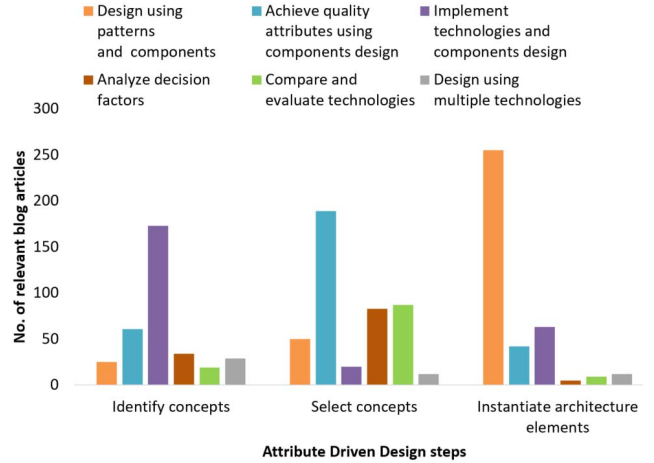 Design using patterns and components
Achieve quality attributes using components design
Implement technologies and components design
Analyze decision factors
Compare and evaluate technologies
Design using multiple technologies
300
250
200
150
100
50
0
No. of relevant blog articles
Identify concepts
Select concepts
Instantiate architecture elements
Attribute Driven Design steps